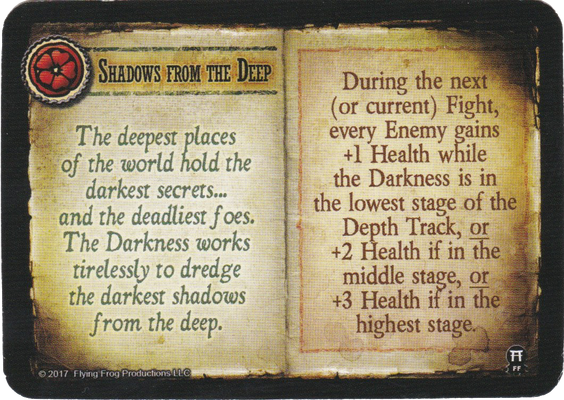 SHADOWS FROM THE DEEP
The deepest places
of the world hold the
darkest secrets...
and the deadliest foes.
The Darkness works
tirelessly to dredge
the darkest shadows
from the deep.
During the next
(or current) Fight,
every Enemy gains
+1 Health while
the Darkness is in
the lowest stage of the
Depth Track, or
+2 Health if in the
middle stage, or
+3 Health if in the
highest stage.
© 2017 Flying Frog Productions LLC
FF